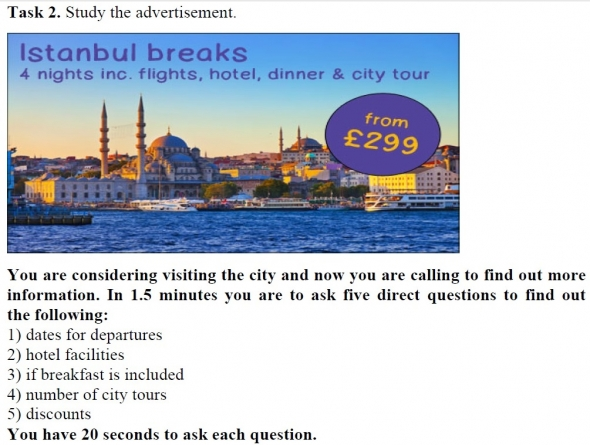 Task 2. Study the advertisement.
Istanbul breaks
4 nights inc. flights, hotel, dinner & city tour
from
£299
You are considering visiting the city and now you are calling to find out more
information. In 1.5 minutes you are to ask five direct questions to find out
the following:
1) dates for departures
2) hotel facilities
3) if breakfast is included
4) number of city tours
5) discounts
You have 20 seconds to ask each question.